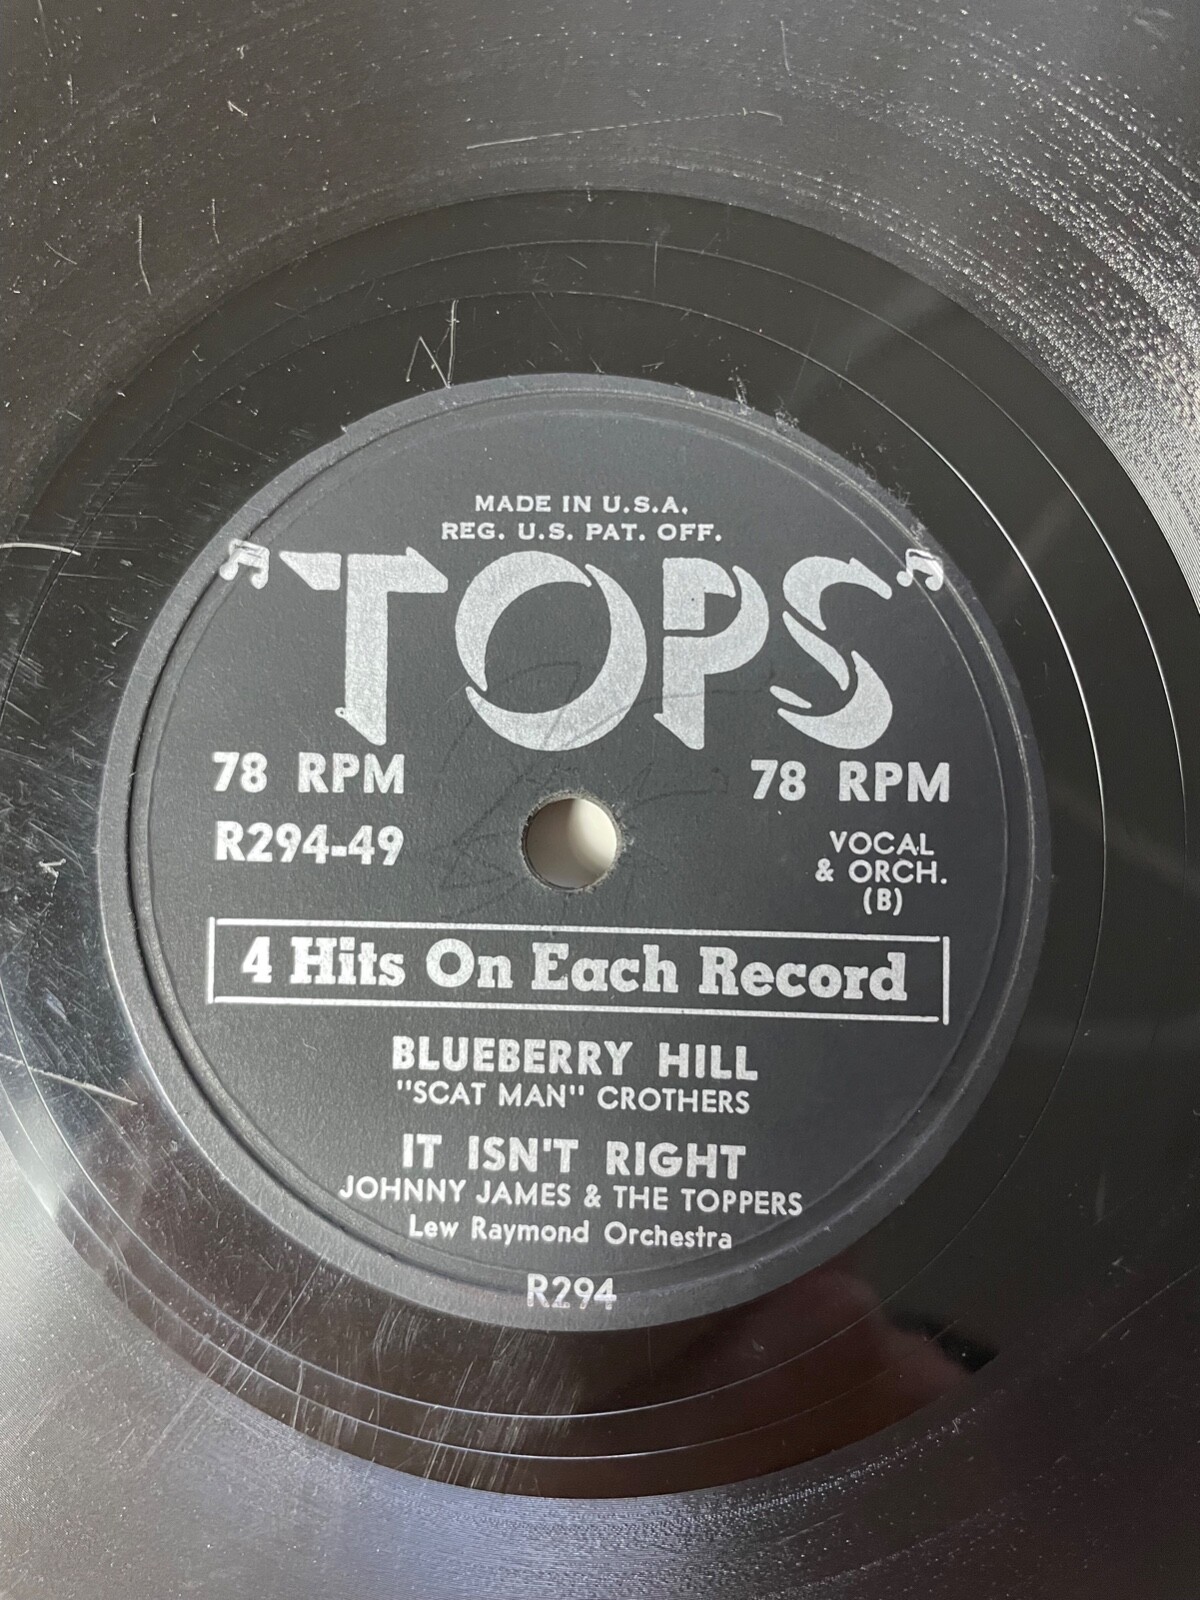 MADE IN U.S.A.
REG. U.S. PAT. OFF.
"TOPS"
78 RPM 78 RPM
R294-49
VOCAL
& ORCH.
(B)
4 Hits On Each Record
BLUEBERRY HILL
"SCAT MAN" CROTHERS
IT ISN'T RIGHT
JOHNNY JAMES & THE TOPPERS
Lew Raymond Orchestra
R294